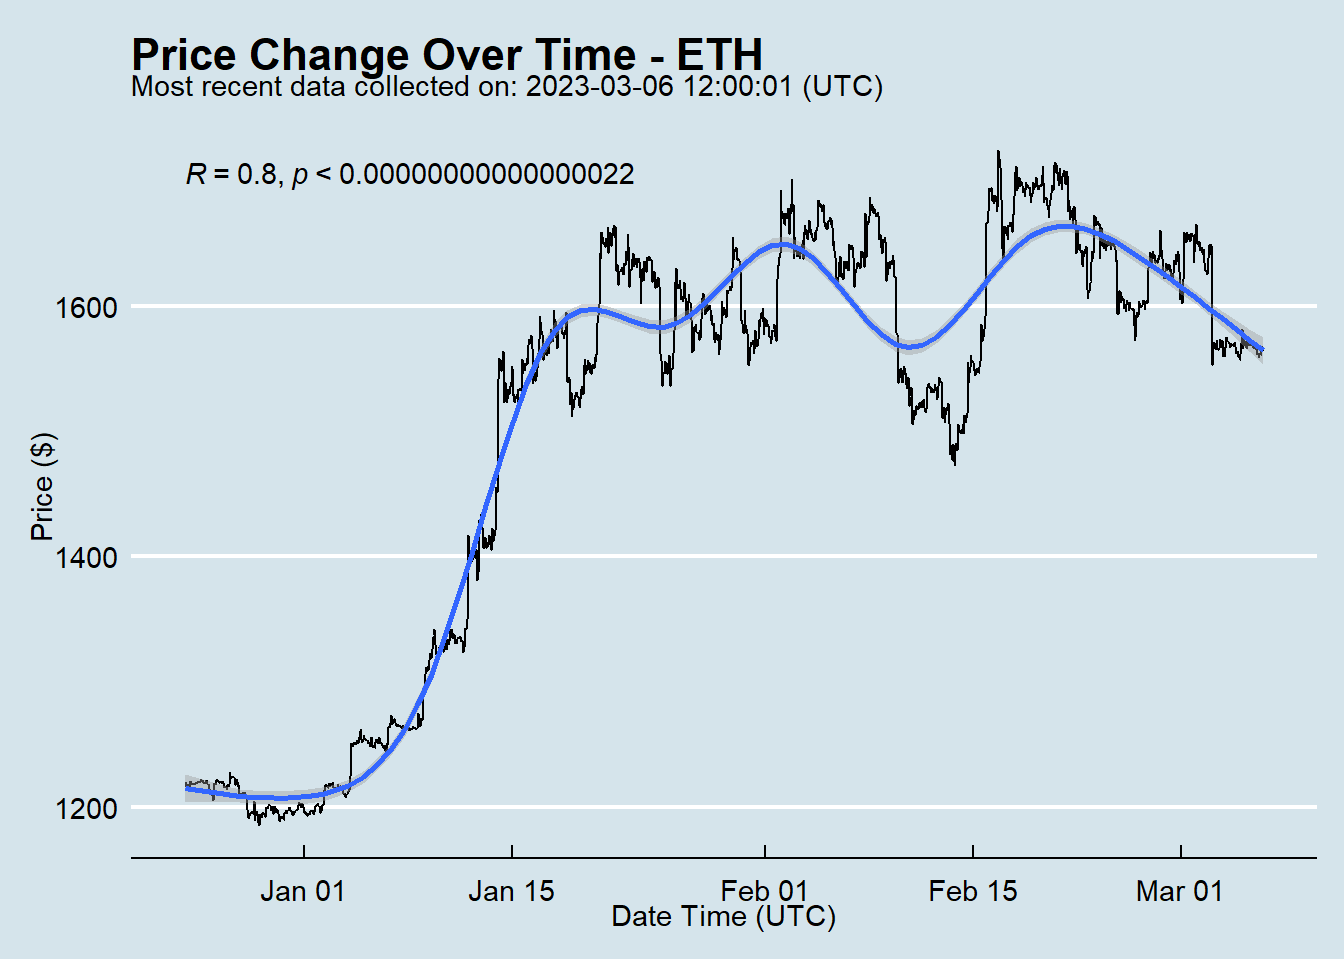 Price Change Over Time - ETH
Most recent data collected on: 2023-03-06 12:00:01 (UTC)
R = 0.8, p < 0.00000000000000022
Price ($)
1600
1400
1200
Jan 01 Jan 15 Feb 01 Feb 15 Mar 01
Date Time (UTC)